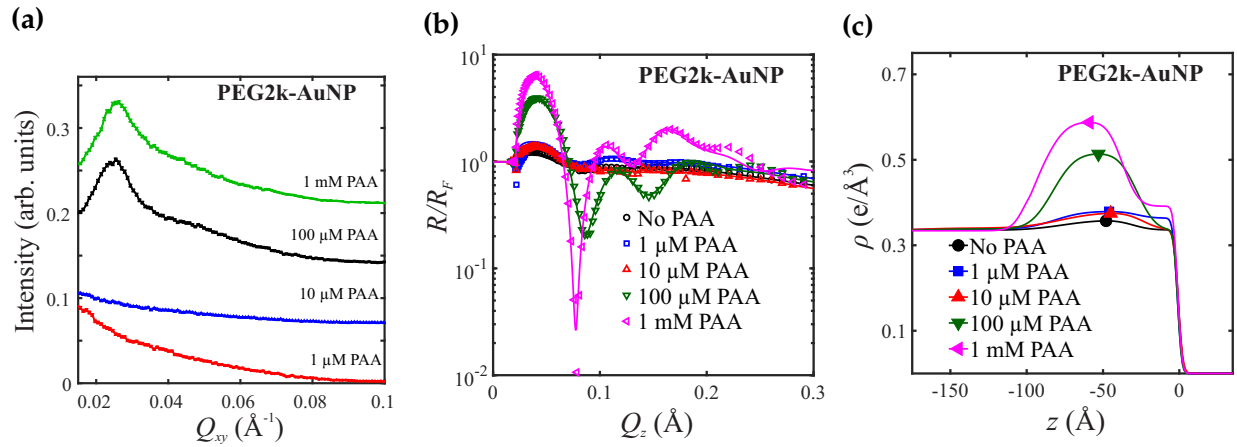 (a)
PEG2k-AuNP
Intensity (arb. units)
0.3
0.2
0.1
0
1 mM PAA
100 µM PAA
10 µM PAA
1 µM PAA
0.02
0.04
0.06
0.08
0.1
Qxy (Å-1)
(b)
PEG2k-AuNP
R/RF
10¹
10⁰
10⁻¹
10⁻²
No PAA
1 µM PAA
10 µM PAA
100 µM PAA
1 mM PAA
0
0.1
0.2
0.3
Qz (Å)
(c)
PEG2k-AuNP
ρ (e/Å³)
0.7
0.5
0.3
0.1
No PAA
1 µM PAA
10 µM PAA
100 µM PAA
1 mM PAA
-150
-100
-50
0
z (Å)